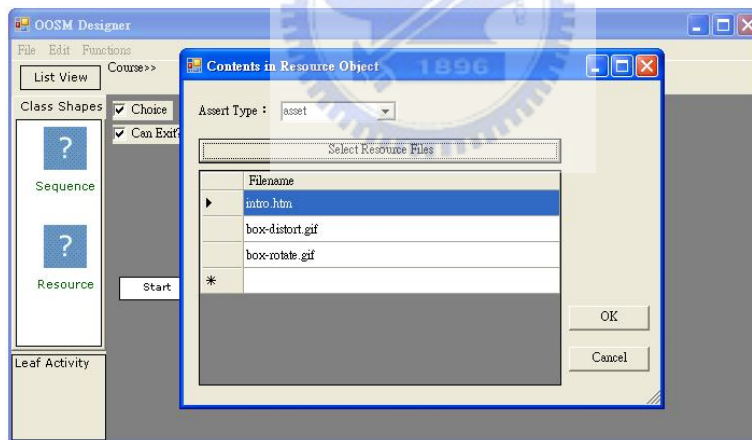 OOSM Designer
File Edit Functions
List View
Course>>
Class Shapes
Choice
Can Exit?
Sequence
Resource
Start
Leaf Activity
Contents in Resource Object
1896
Assert Type : asset
Select Resource Files
Filename
intro.htm
box-distort.gif
box-rotate.gif
OK
Cancel